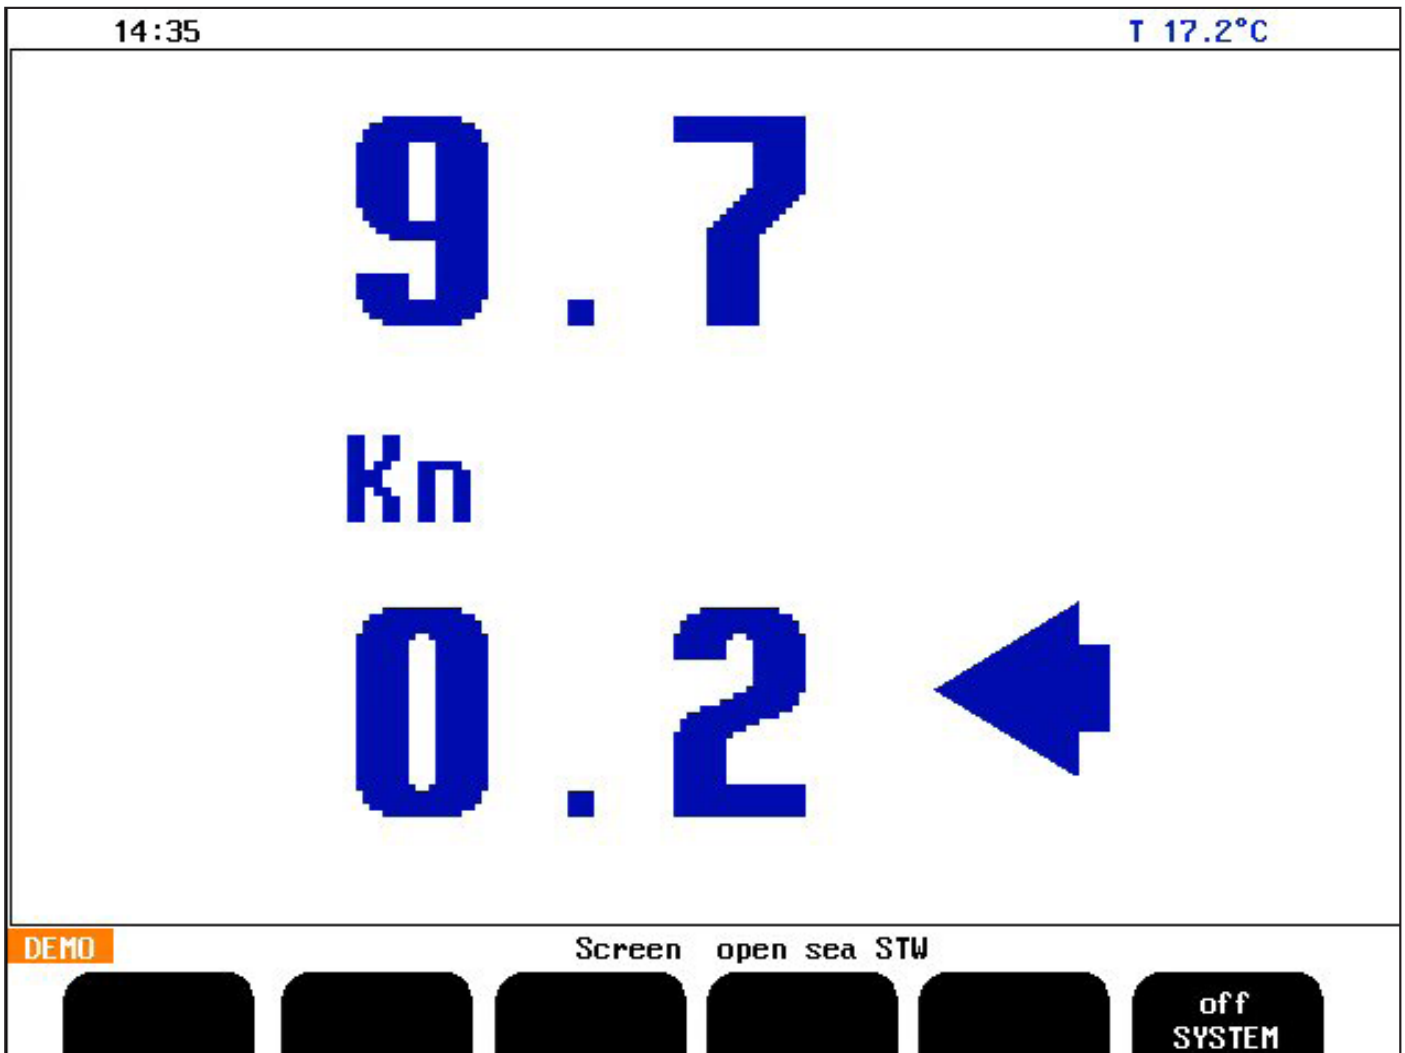 14:35 T 17.2°C
9.7
Kn
0.2
DEMO Screen open sea STW
off
SYSTEM